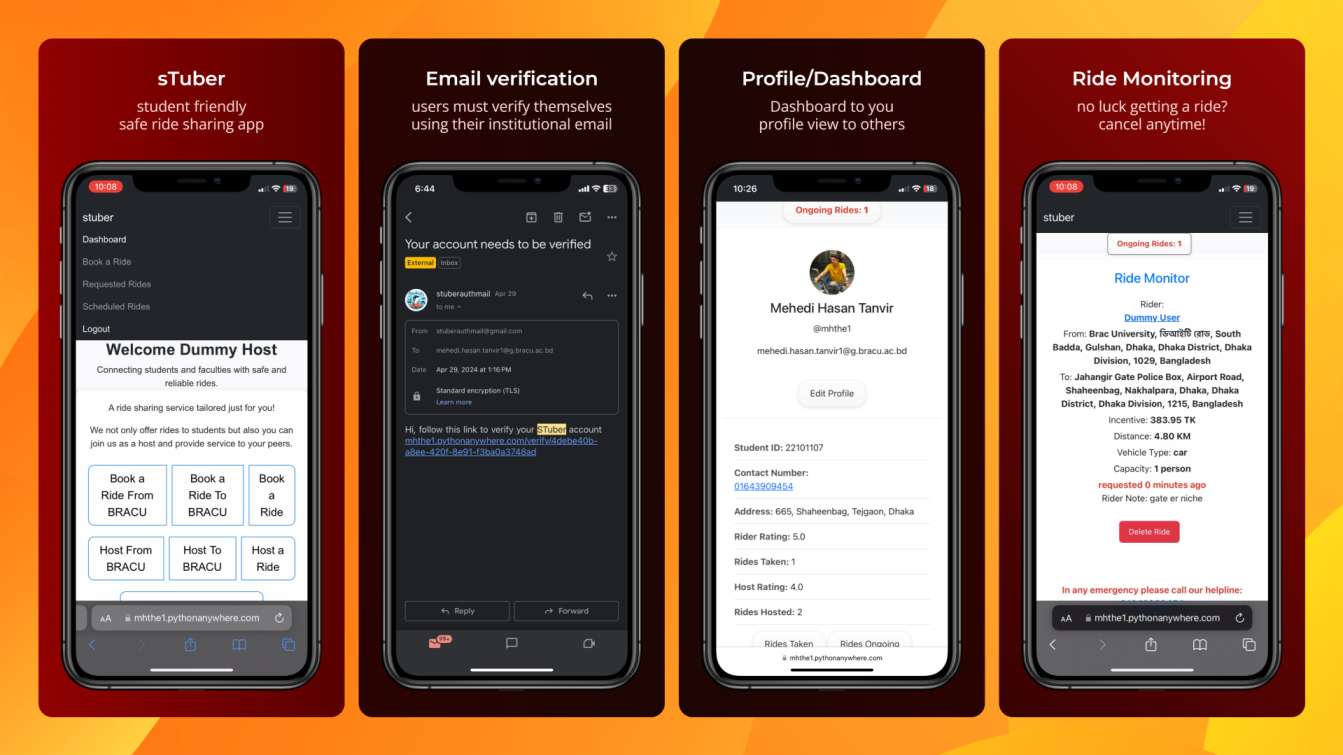 sTuber
student friendly
safe ride sharing app
10:08
19
stuber
Dashboard
Book a Ride
Requested Rides
Scheduled Rides
Logout
Welcome Dummy Host
Connecting students and faculties with safe and
reliable rides.
A ride sharing service tailored just for you!
We not only offer rides to students but also you can
join us as a host and provide service to your peers.
Book a
Ride From
BRACU
Book a
Ride To
BRACU
Book
a
Ride
Host From
BRACU
Host To
BRACU
Host a
Ride
AA mhthe1.pythonanywhere.com
Email verification
users must verify themselves
using their institutional email
6:44
Your account needs to be verified
External Inbox
stuberauthmail Apr 29
to me
From stuberauthmail@gmail.com
To mehedi.hasan.tanvir1@g.bracu.ac.bd
Date Apr 29, 2024 at 1:16 PM
Standard encryption (TLS)
Learn more
Hi, follow this link to verify your STuber account
mhthe1.pythonanywhere.com/verify/4debe40b-
a8ee-420f-8e91-f3ba0a3748ad
Reply Forward
99+
Profile/Dashboard
Dashboard to you
profile view to others
10:26
18
Ongoing Rides: 1
Mehedi Hasan Tanvir
@mhthe1
mehedi.hasan.tanvir1@g.bracu.ac.bd
Edit Profile
Student ID: 22101107
Contact Number:
01643909454
Address: 665, Shaheenbag, Tejgaon, Dhaka
Rider Rating: 5.0
Rides Taken: 1
Host Rating: 4.0
Rides Hosted: 2
Rides Taken Rides Ongoing
mhthe1.pythonanywhere.com
Ride Monitoring
no luck getting a ride?
cancel anytime!
10:08
19
stuber
Ongoing Rides: 1
Ride Monitor
Rider:
Dummy User
From: Brac University, ডিআইটি রোড, South
Badda, Gulshan, Dhaka, Dhaka District, Dhaka
Division, 1029, Bangladesh
To: Jahangir Gate Police Box, Airport Road,
Shaheenbag, Nakhalpara, Dhaka, Dhaka
District, Dhaka Division, 1215, Bangladesh
Incentive: 383.95 TK
Distance: 4.80 KM
Vehicle Type: car
Capacity: 1 person
requested 0 minutes ago
Rider Note: gate er niche
Delete Ride
In any emergency please call our helpline:
AA mhthe1.pythonanywhere.com